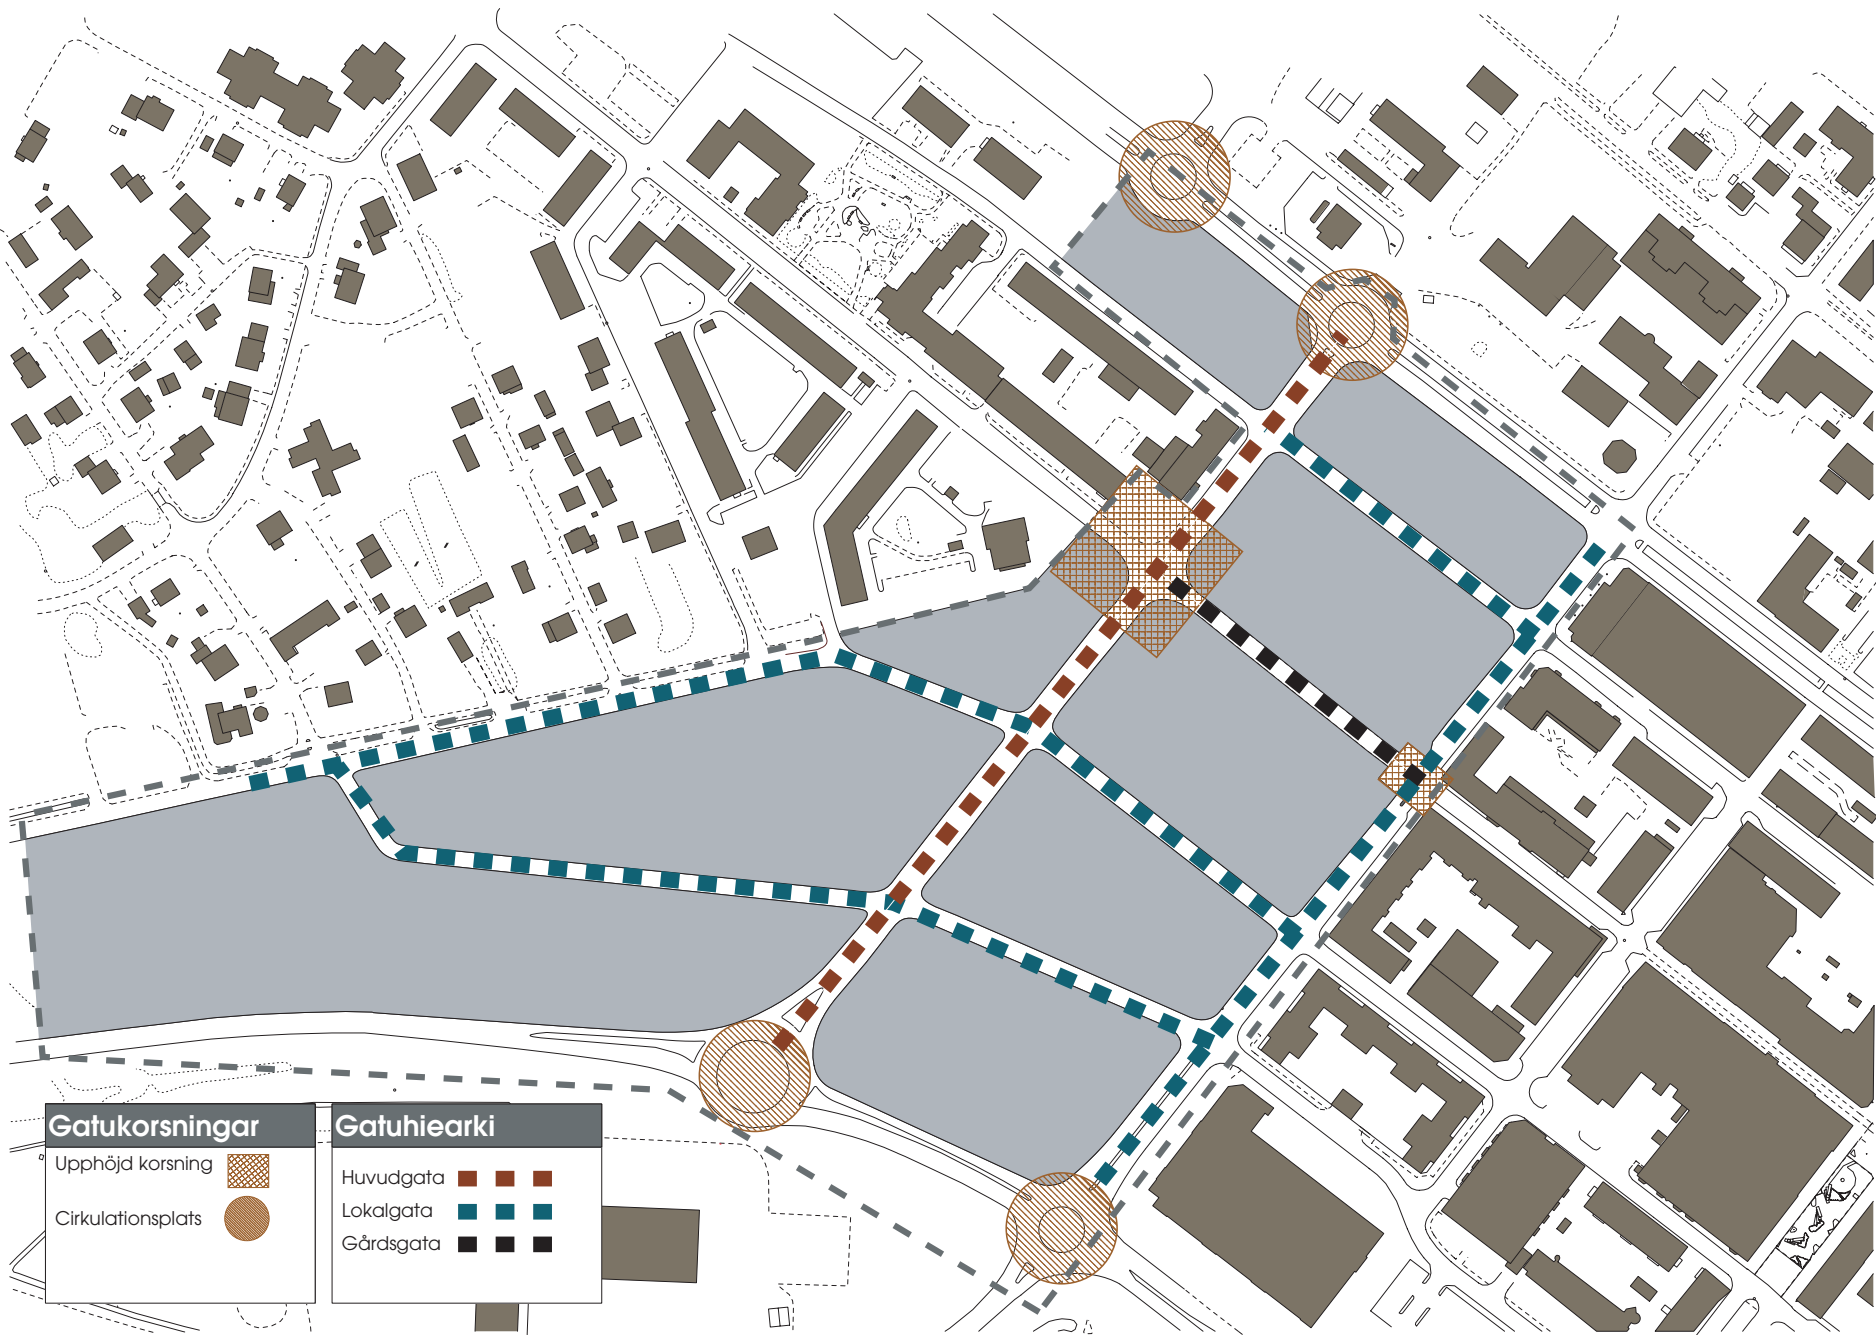 Gatukorsningar
Upphöjd korsning
Cirkulationsplats
Gatuhiearki
Huvudgata
Lokalgata
Gårdsgata